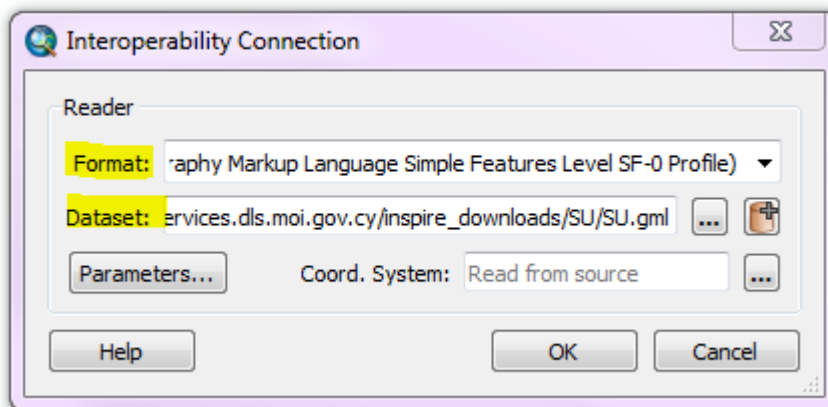 Interoperability Connection
Reader
Format: raphy Markup Language Simple Features Level SF-0 Profile)
Dataset: ervices.dls.moi.gov.cy/inspire_downloads/SU/SU.gml ...
Parameters... Coord. System: Read from source ...
Help OK Cancel